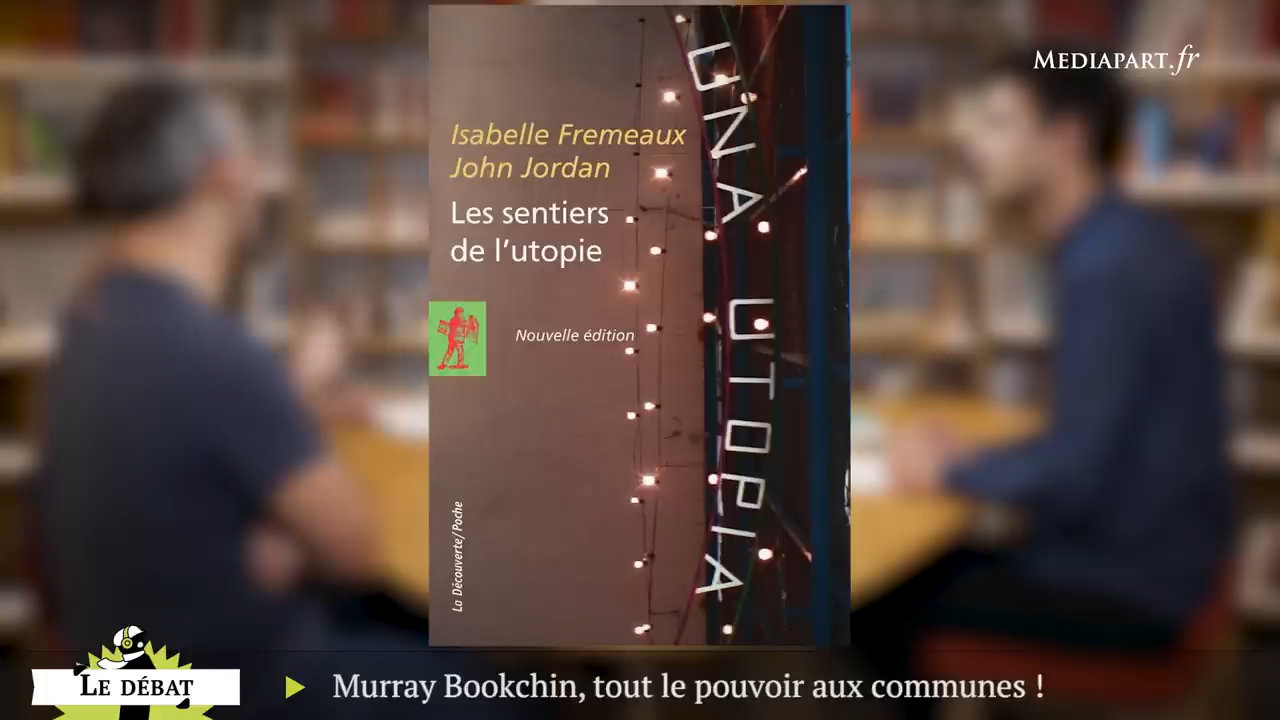 MEDIAPART.fr
Isabelle Fremeaux
John Jordan
Les sentiers
de l'utopie
Nouvelle édition
La Découverte/Poche
UNA UTOPIA
LE DÉBAT
Murray Bookchin, tout le pouvoir aux communes !